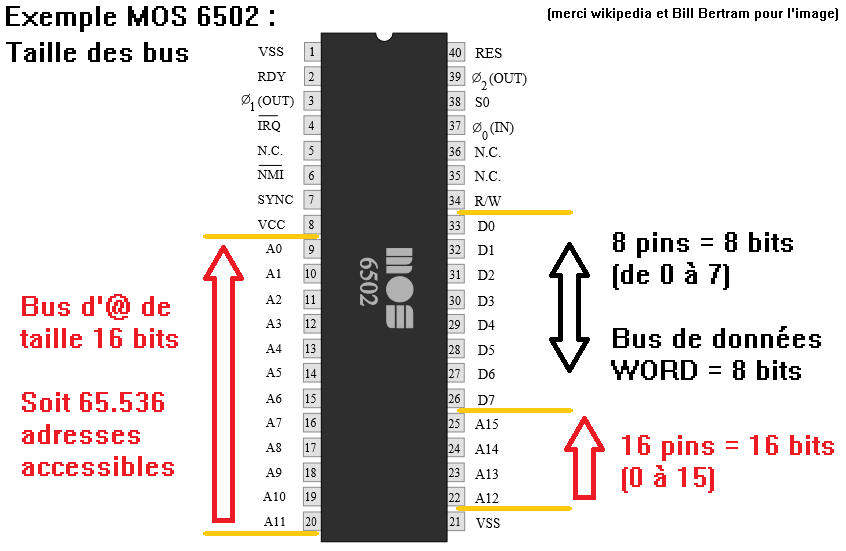 Exemple MOS 6502 :
Taille des bus
(merci wikipedia et Bill Bertram pour l'image)
VSS 1
RDY 2
Ø1(OUT) 3
IRQ 4
N.C. 5
NMI 6
SYNC 7
VCC 8
A0 9
A1 10
A2 11
A3 12
A4 13
A5 14
A6 15
A7 16
A8 17
A9 18
A10 19
A11 20
40 RES
39 Ø2(OUT)
38 S0
37 Ø0(IN)
36 N.C.
35 N.C.
34 R/W
33 D0
32 D1
31 D2
30 D3
29 D4
28 D5
27 D6
26 D7
25 A15
24 A14
23 A13
22 A12
21 VSS
MOS
6502
Bus d'@ de
taille 16 bits
Soit 65.536
adresses
accessibles
8 pins = 8 bits
(de 0 à 7)
Bus de données
WORD = 8 bits
16 pins = 16 bits
(0 à 15)